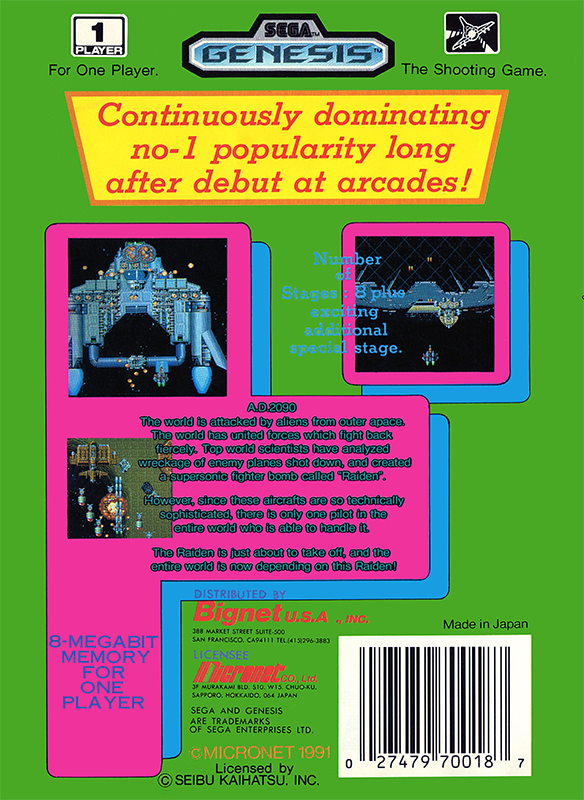 1
PLAYER
For One Player.
SEGA™
GENESIS™
The Shooting Game.
Continuously dominating
no-1 popularity long
after debut at arcades!
Number
of
Stages : 8 plus
exciting
additional
special stage.
A.D.2090
The world is attacked by aliens from outer apace.
The world has united forces which fight back
fiercely. Top world scientists have analyzed
wreckage of enemy planes shot down, and created
a supersonic fighter bomb called "Raiden".
However, since these aircrafts are so technically
sophisticated, there is only one pilot in the
entire world who is able to handle it.
The Raiden is just about to take off, and the
entire world is now depending on this Raiden!
8-MEGABIT
MEMORY
FOR
ONE
PLAYER
DISTRIBUTED BY
Bignet U.S.A ., INC.
388 MARKET STREET SUITE-500
SAN FRANCISCO, CA94111 TEL.(415)296-3883
LICENSEE
Micronet CO., Ltd
3F MURAKAMI BLD. S10. W15. CHUO-KU.
SAPPORO, HOKKAIDO, 064 JAPAN
SEGA AND GENESIS
ARE TRADEMARKS
OF SEGA ENTERPRISES LTD.
© MICRONET 1991
Licensed by
© SEIBU KAIHATSU. INC.
Made in Japan
0 27479 70018 7